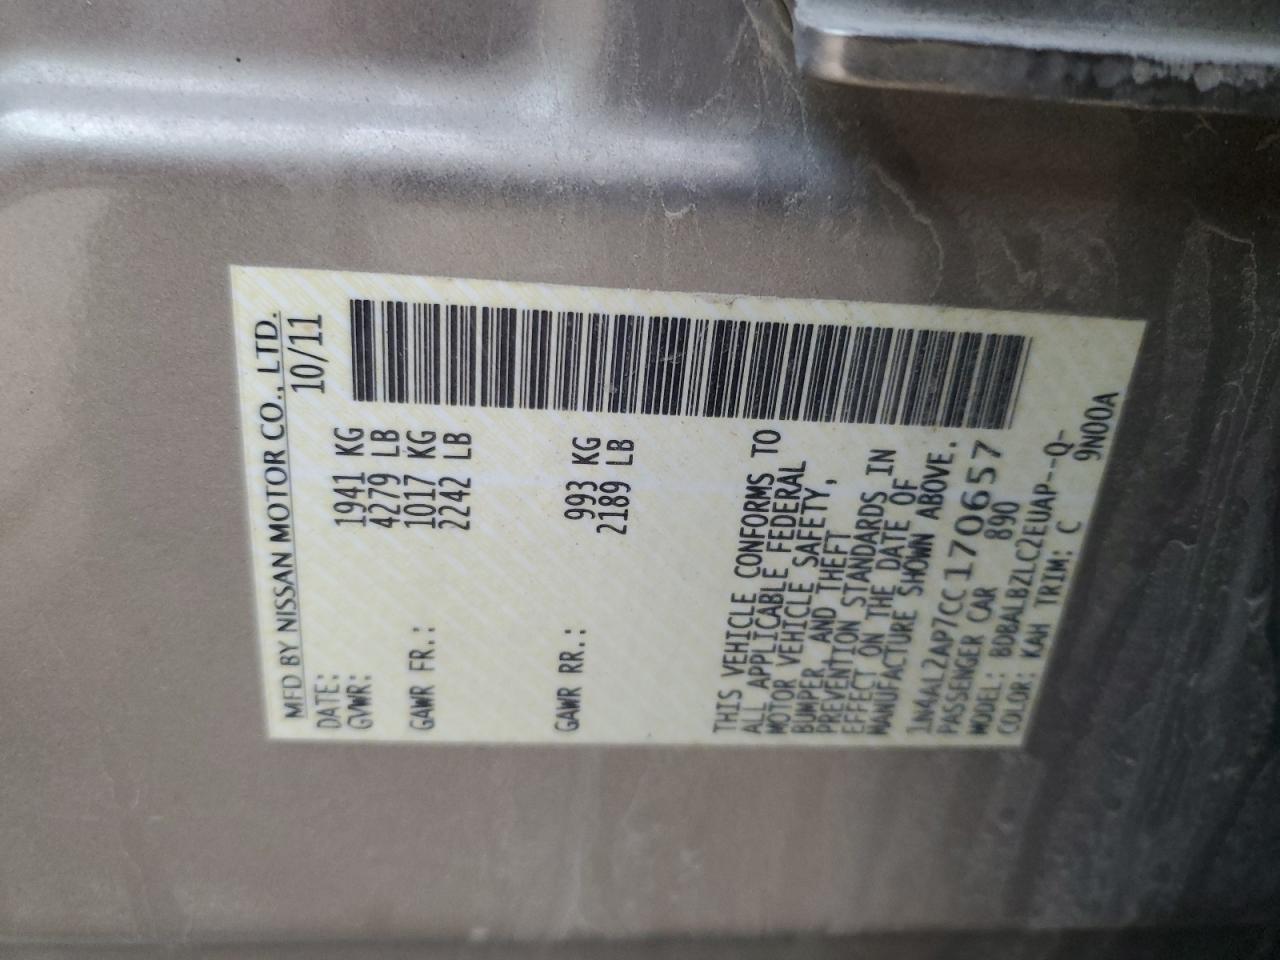 MFD BY NISSAN MOTOR CO., LTD.
DATE: 10/11
GVWR: 1941 KG
4279 LB
GAWR FR.: 1017 KG
2242 LB
GAWR RR.: 993 KG
2189 LB
THIS VEHICLE CONFORMS TO
ALL APPLICABLE FEDERAL
MOTOR VEHICLE SAFETY,
BUMPER, AND THEFT
PREVENTION STANDARDS IN
EFFECT ON THE DATE OF
MANUFACTURE SHOWN ABOVE.
1N4AL2AP7CC170657
PASSENGER CAR 890
MODEL: BDBALBZLC2EUAP--Q-
COLOR: KAH TRIM: C 9N00A